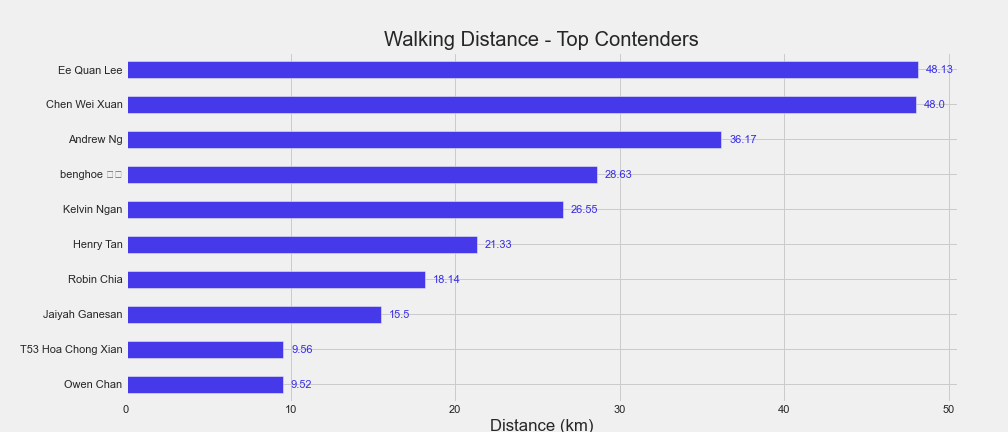 Walking Distance - Top Contenders
Ee Quan Lee 48.13
Chen Wei Xuan 48.0
Andrew Ng 36.17
benghoe 28.63
Kelvin Ngan 26.55
Henry Tan 21.33
Robin Chia 18.14
Jaiyah Ganesan 15.5
T53 Hoa Chong Xian 9.56
Owen Chan 9.52
0 10 20 30 40 50
Distance (km)